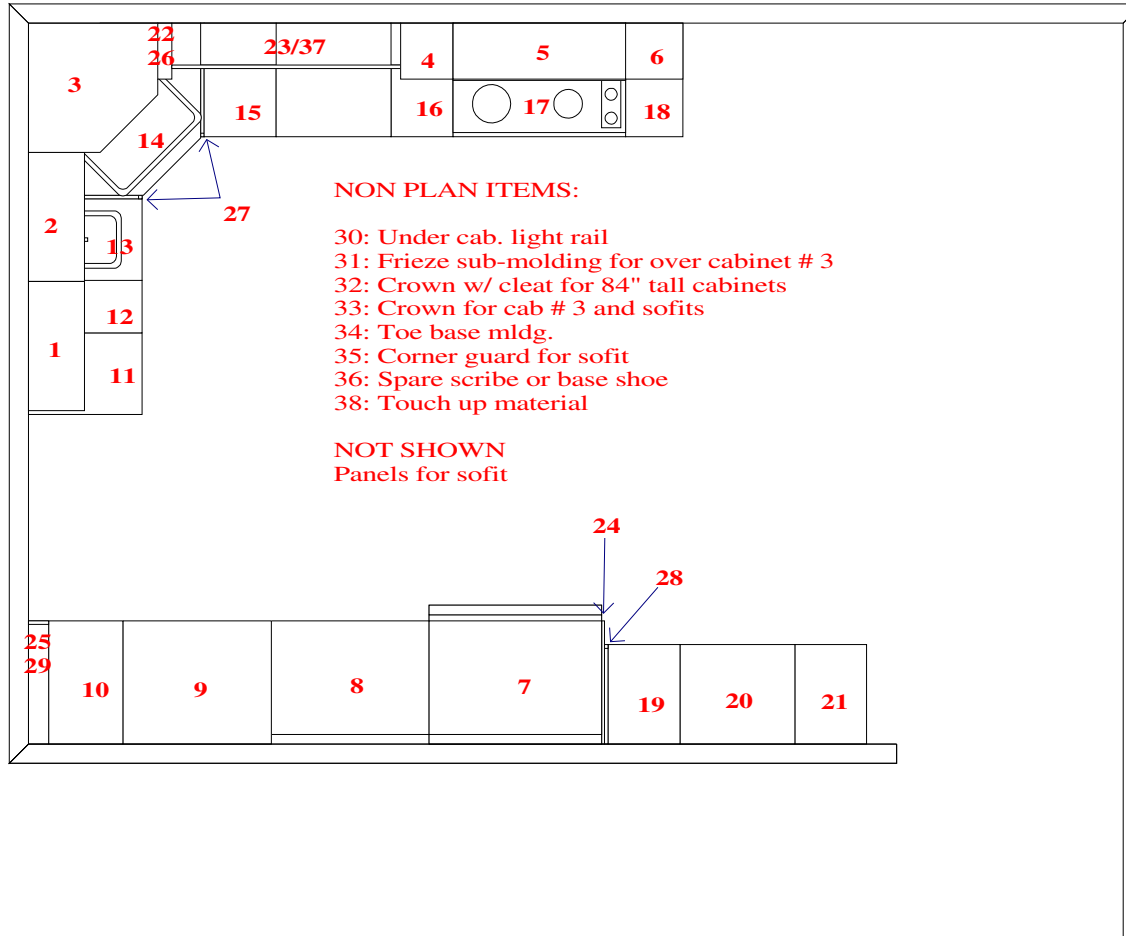 22
26
23/37
4
5
6
3
14
15
16
17
18
27
2
13
12
1
11
NON PLAN ITEMS:
30: Under cab. light rail
31: Frieze sub-molding for over cabinet # 3
32: Crown w/ cleat for 84" tall cabinets
33: Crown for cab # 3 and sofits
34: Toe base mldg.
35: Corner guard for sofit
36: Spare scribe or base shoe
38: Touch up material
NOT SHOWN
Panels for sofit
24
28
25
29
10
9
8
7
19
20
21